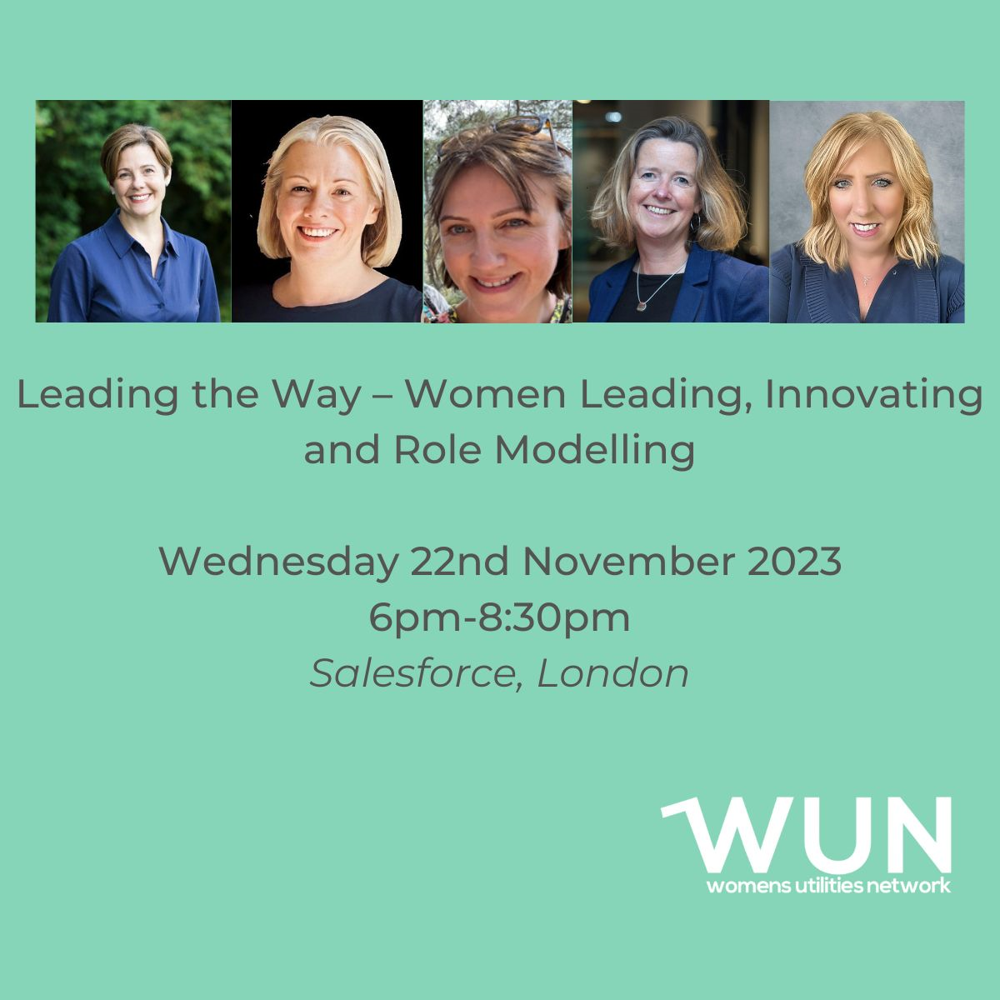 Leading the Way – Women Leading, Innovating
and Role Modelling
Wednesday 22nd November 2023
6pm-8:30pm
Salesforce, London
WUN
womens utilities network